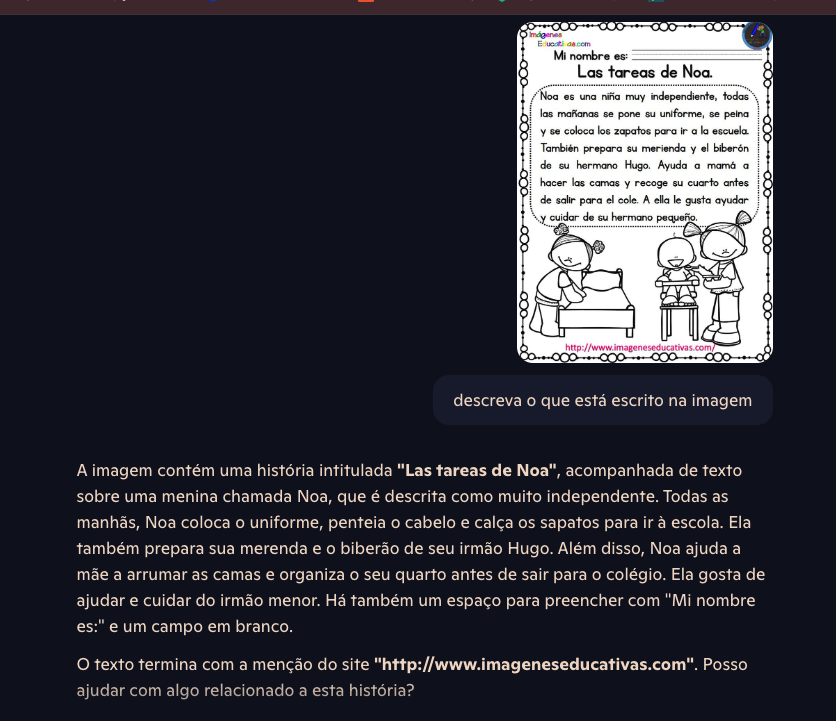 Imágenes
Educativas.com
Mi nombre es:
Las tareas de Noa.
Noa es una niña muy independiente, todas
las mañanas se pone su uniforme, se peina
y se coloca los zapatos para ir a la escuela.
También prepara su merienda y el biberón
de su hermano Hugo. Ayuda a mamá a
hacer las camas y recoge su cuarto antes
de salir para el cole. A ella le gusta ayudar
y cuidar de su hermano pequeño.
http://www.imageneseducativas.com/
descreva o que está escrito na imagem
A imagem contém uma história intitulada "Las tareas de Noa", acompanhada de texto
sobre uma menina chamada Noa, que é descrita como muito independente. Todas as
manhãs, Noa coloca o uniforme, penteia o cabelo e calça os sapatos para ir à escola. Ela
também prepara sua merenda e o biberão de seu irmão Hugo. Além disso, Noa ajuda a
mãe a arrumar as camas e organiza o seu quarto antes de sair para o colégio. Ela gosta de
ajudar e cuidar do irmão menor. Há também um espaço para preencher com "Mi nombre
es:" e um campo em branco.
O texto termina com a menção do site "http://www.imageneseducativas.com". Posso
ajudar com algo relacionado a esta história?